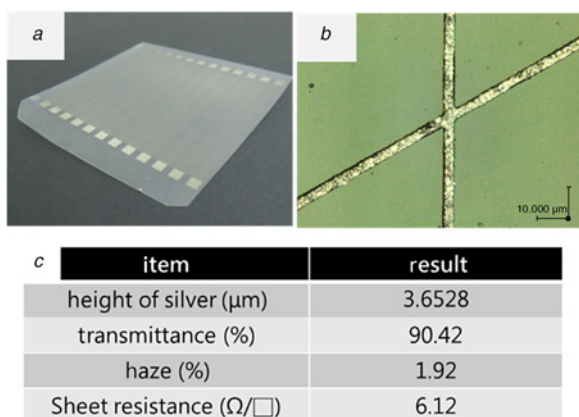 a
b
10.000 µm
c
item result
height of silver (µm) 3.6528
transmittance (%) 90.42
haze (%) 1.92
Sheet resistance (Ω/□) 6.12